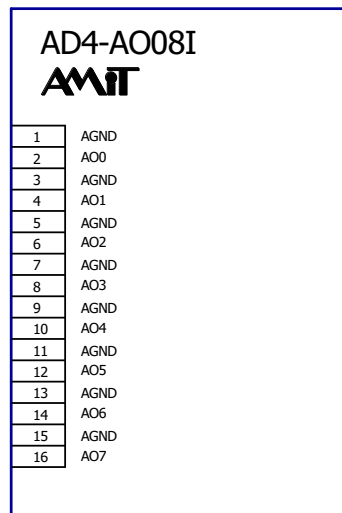 AD4-AO08I
AMiT
1 AGND
2 AO0
3 AGND
4 AO1
5 AGND
6 AO2
7 AGND
8 AO3
9 AGND
10 AO4
11 AGND
12 AO5
13 AGND
14 AO6
15 AGND
16 AO7